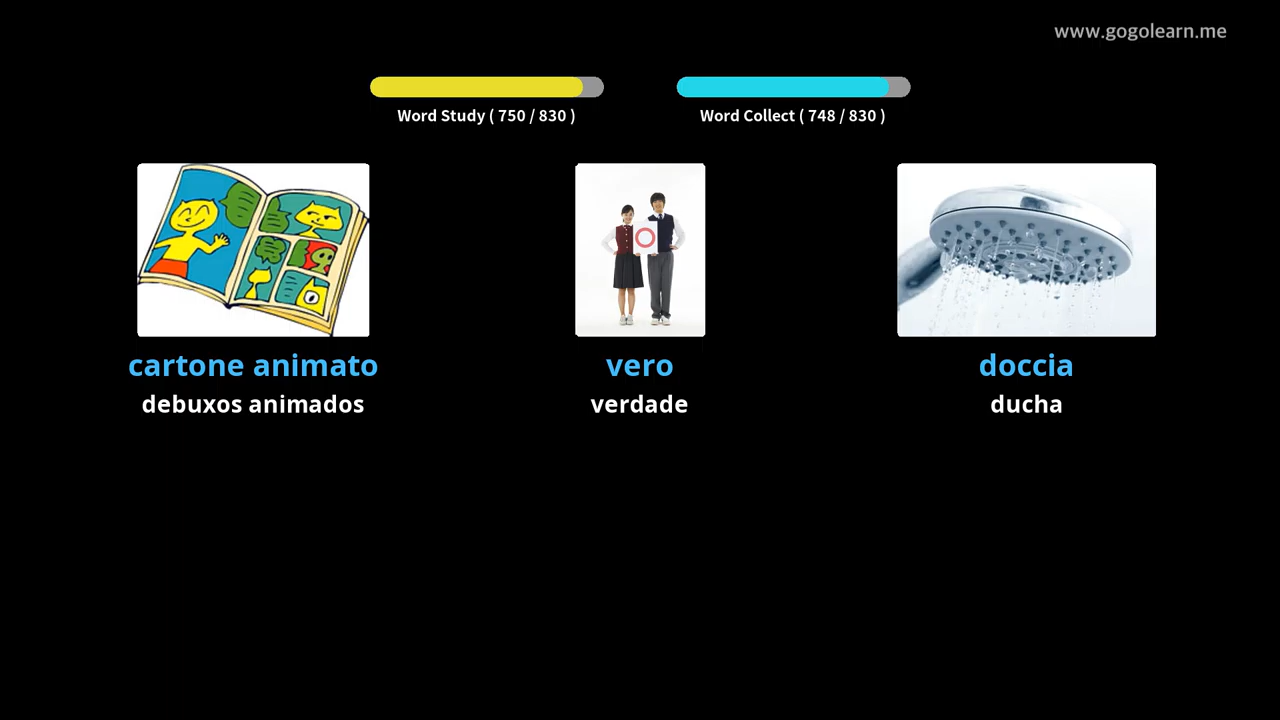 www.gogolearn.me
Word Study ( 750 / 830 )
Word Collect ( 748 / 830 )
cartone animato
debuxos animados
vero
verdade
doccia
ducha